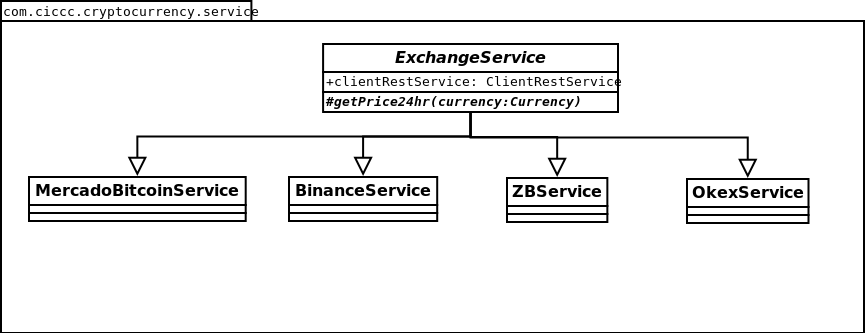 com.ciccc.cryptocurrency.service
ExchangeService
+clientRestService: ClientRestService
#getPrice24hr(currency:Currency)
MercadoBitcoinService
BinanceService
ZBService
OkexService